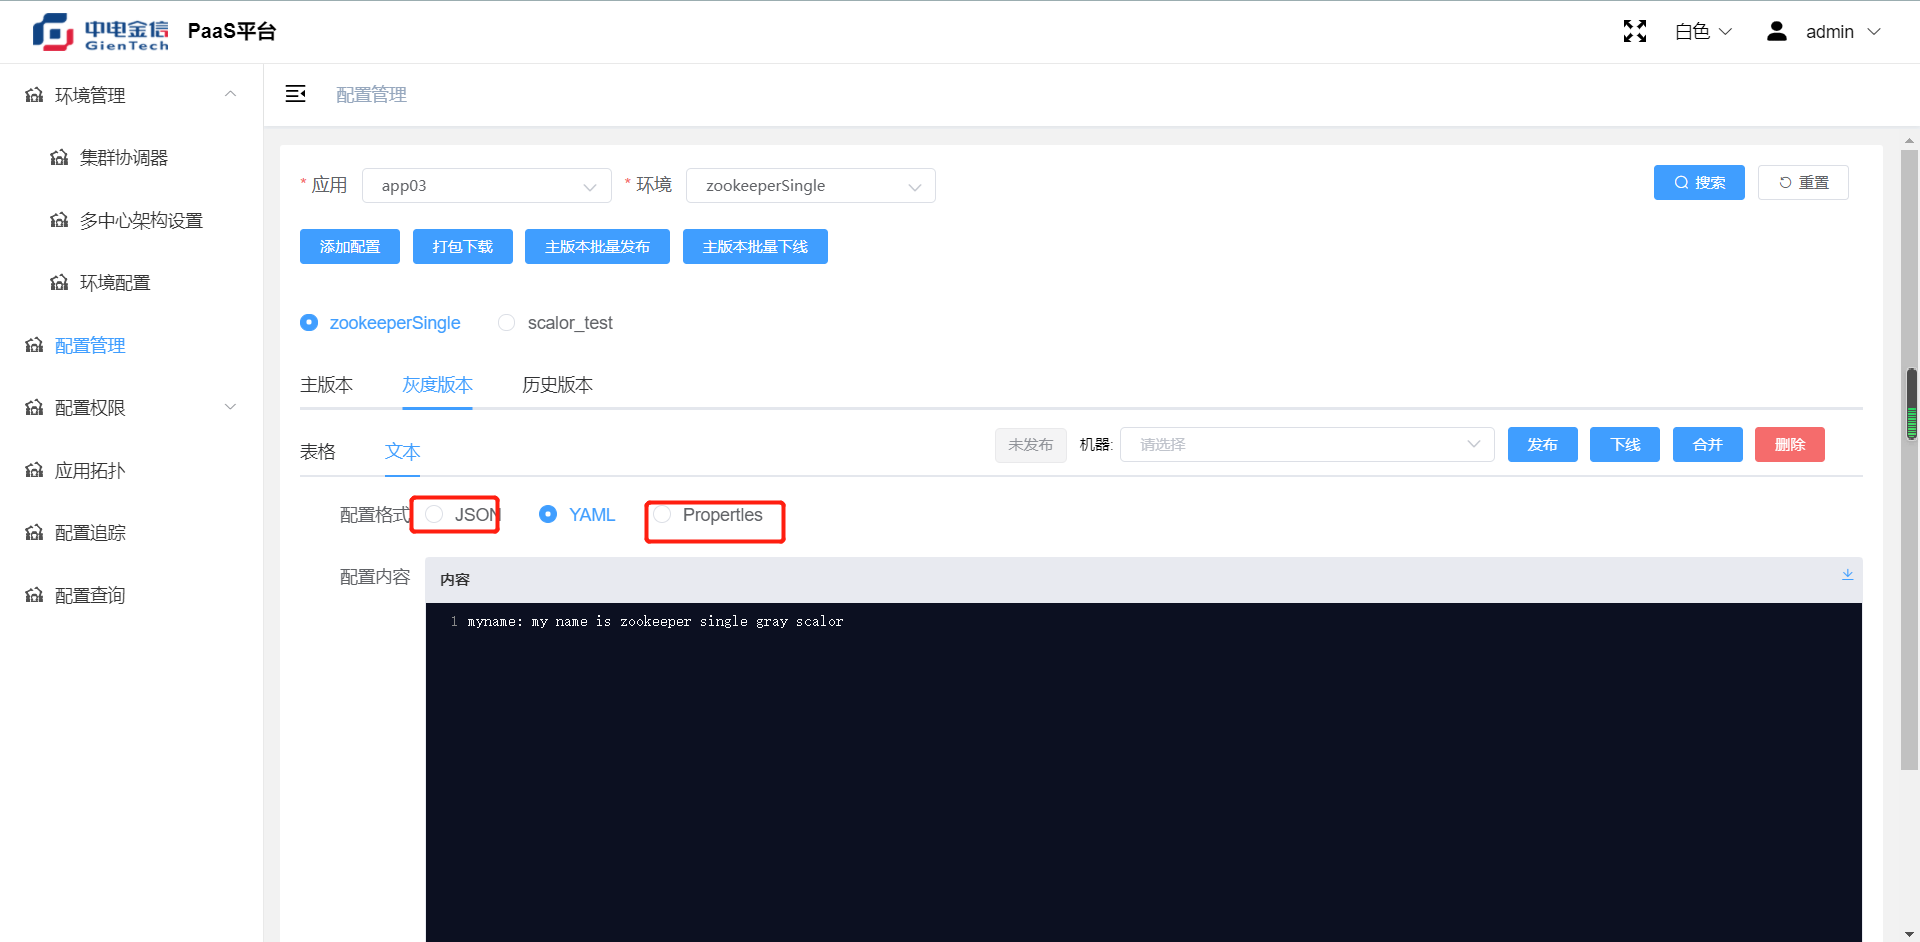 中电金信
GienTech
PaaS平台
白色
admin
环境管理
集群协调器
多中心架构设置
环境配置
配置管理
配置权限
应用拓扑
配置追踪
配置查询
配置管理
* 应用 app03 * 环境 zookeeperSingle 搜索 重置
添加配置 打包下载 主版本批量发布 主版本批量下线
zookeeperSingle scalor_test
主版本 灰度版本 历史版本
表格 文本 未发布 机器: 请选择 发布 下线 合并 删除
配置格式 JSON YAML Properties
配置内容 内容
1 myname: my name is zookeeper single gray scalor